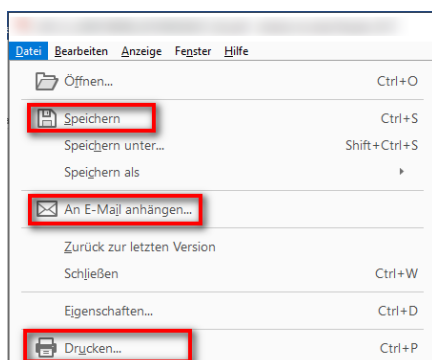 Datei Bearbeiten Anzeige Fenster Hilfe
Öffnen... Ctrl+O
Speichern Ctrl+S
Speichern unter... Shift+Ctrl+S
Speichern als
An E-Mail anhängen...
Zurück zur letzten Version
Schließen Ctrl+W
Eigenschaften... Ctrl+D
Drucken... Ctrl+P